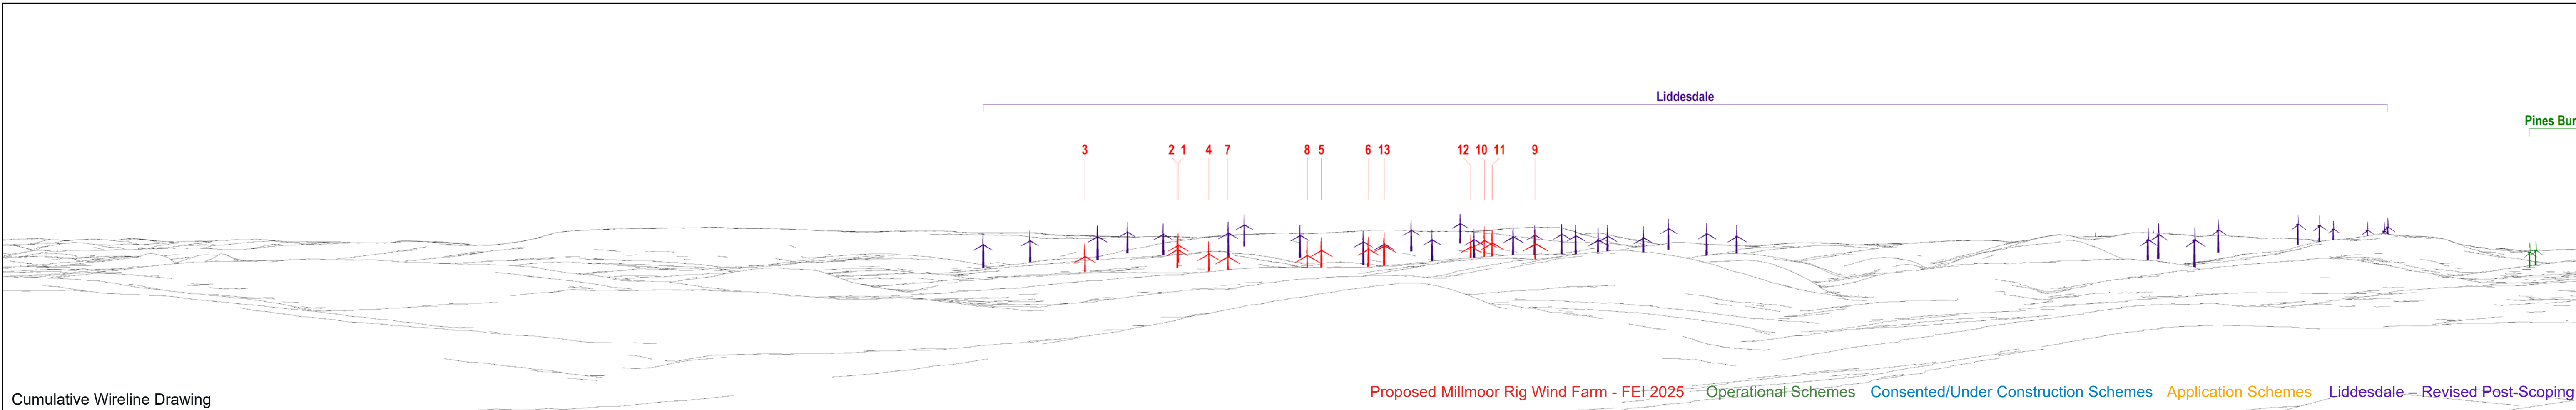 Liddesdale
Pines Bur
3 2 1 4 7 8 5 6 13 12 10 11 9
Proposed Millmoor Rig Wind Farm - FEI 2025 Operational Schemes Consented/Under Construction Schemes Application Schemes Liddesdale – Revised Post-Scoping
Cumulative Wireline Drawing